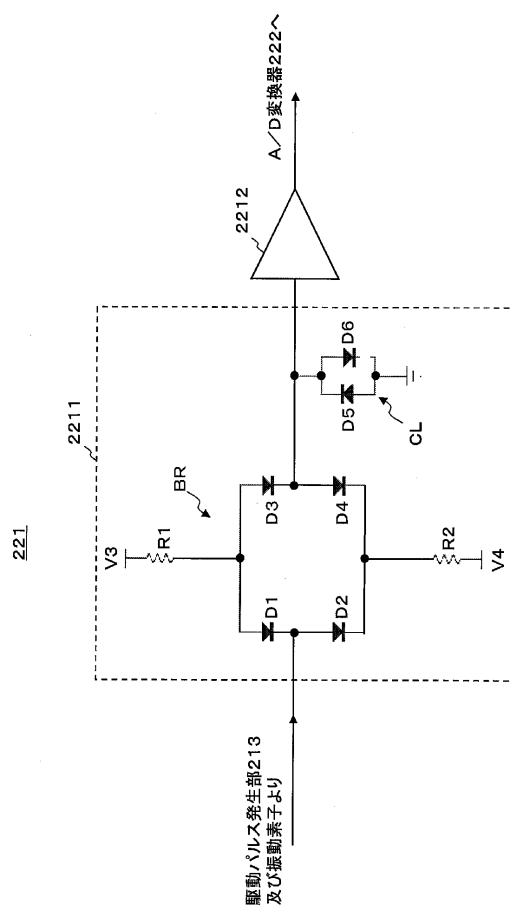 221
2211
2212
V3
R1
BR
D1
D3
D2
D4
D5
D6
CL
R2
V4
駆動パルス発生部213
及び振動素子より
A/D変換器222へ